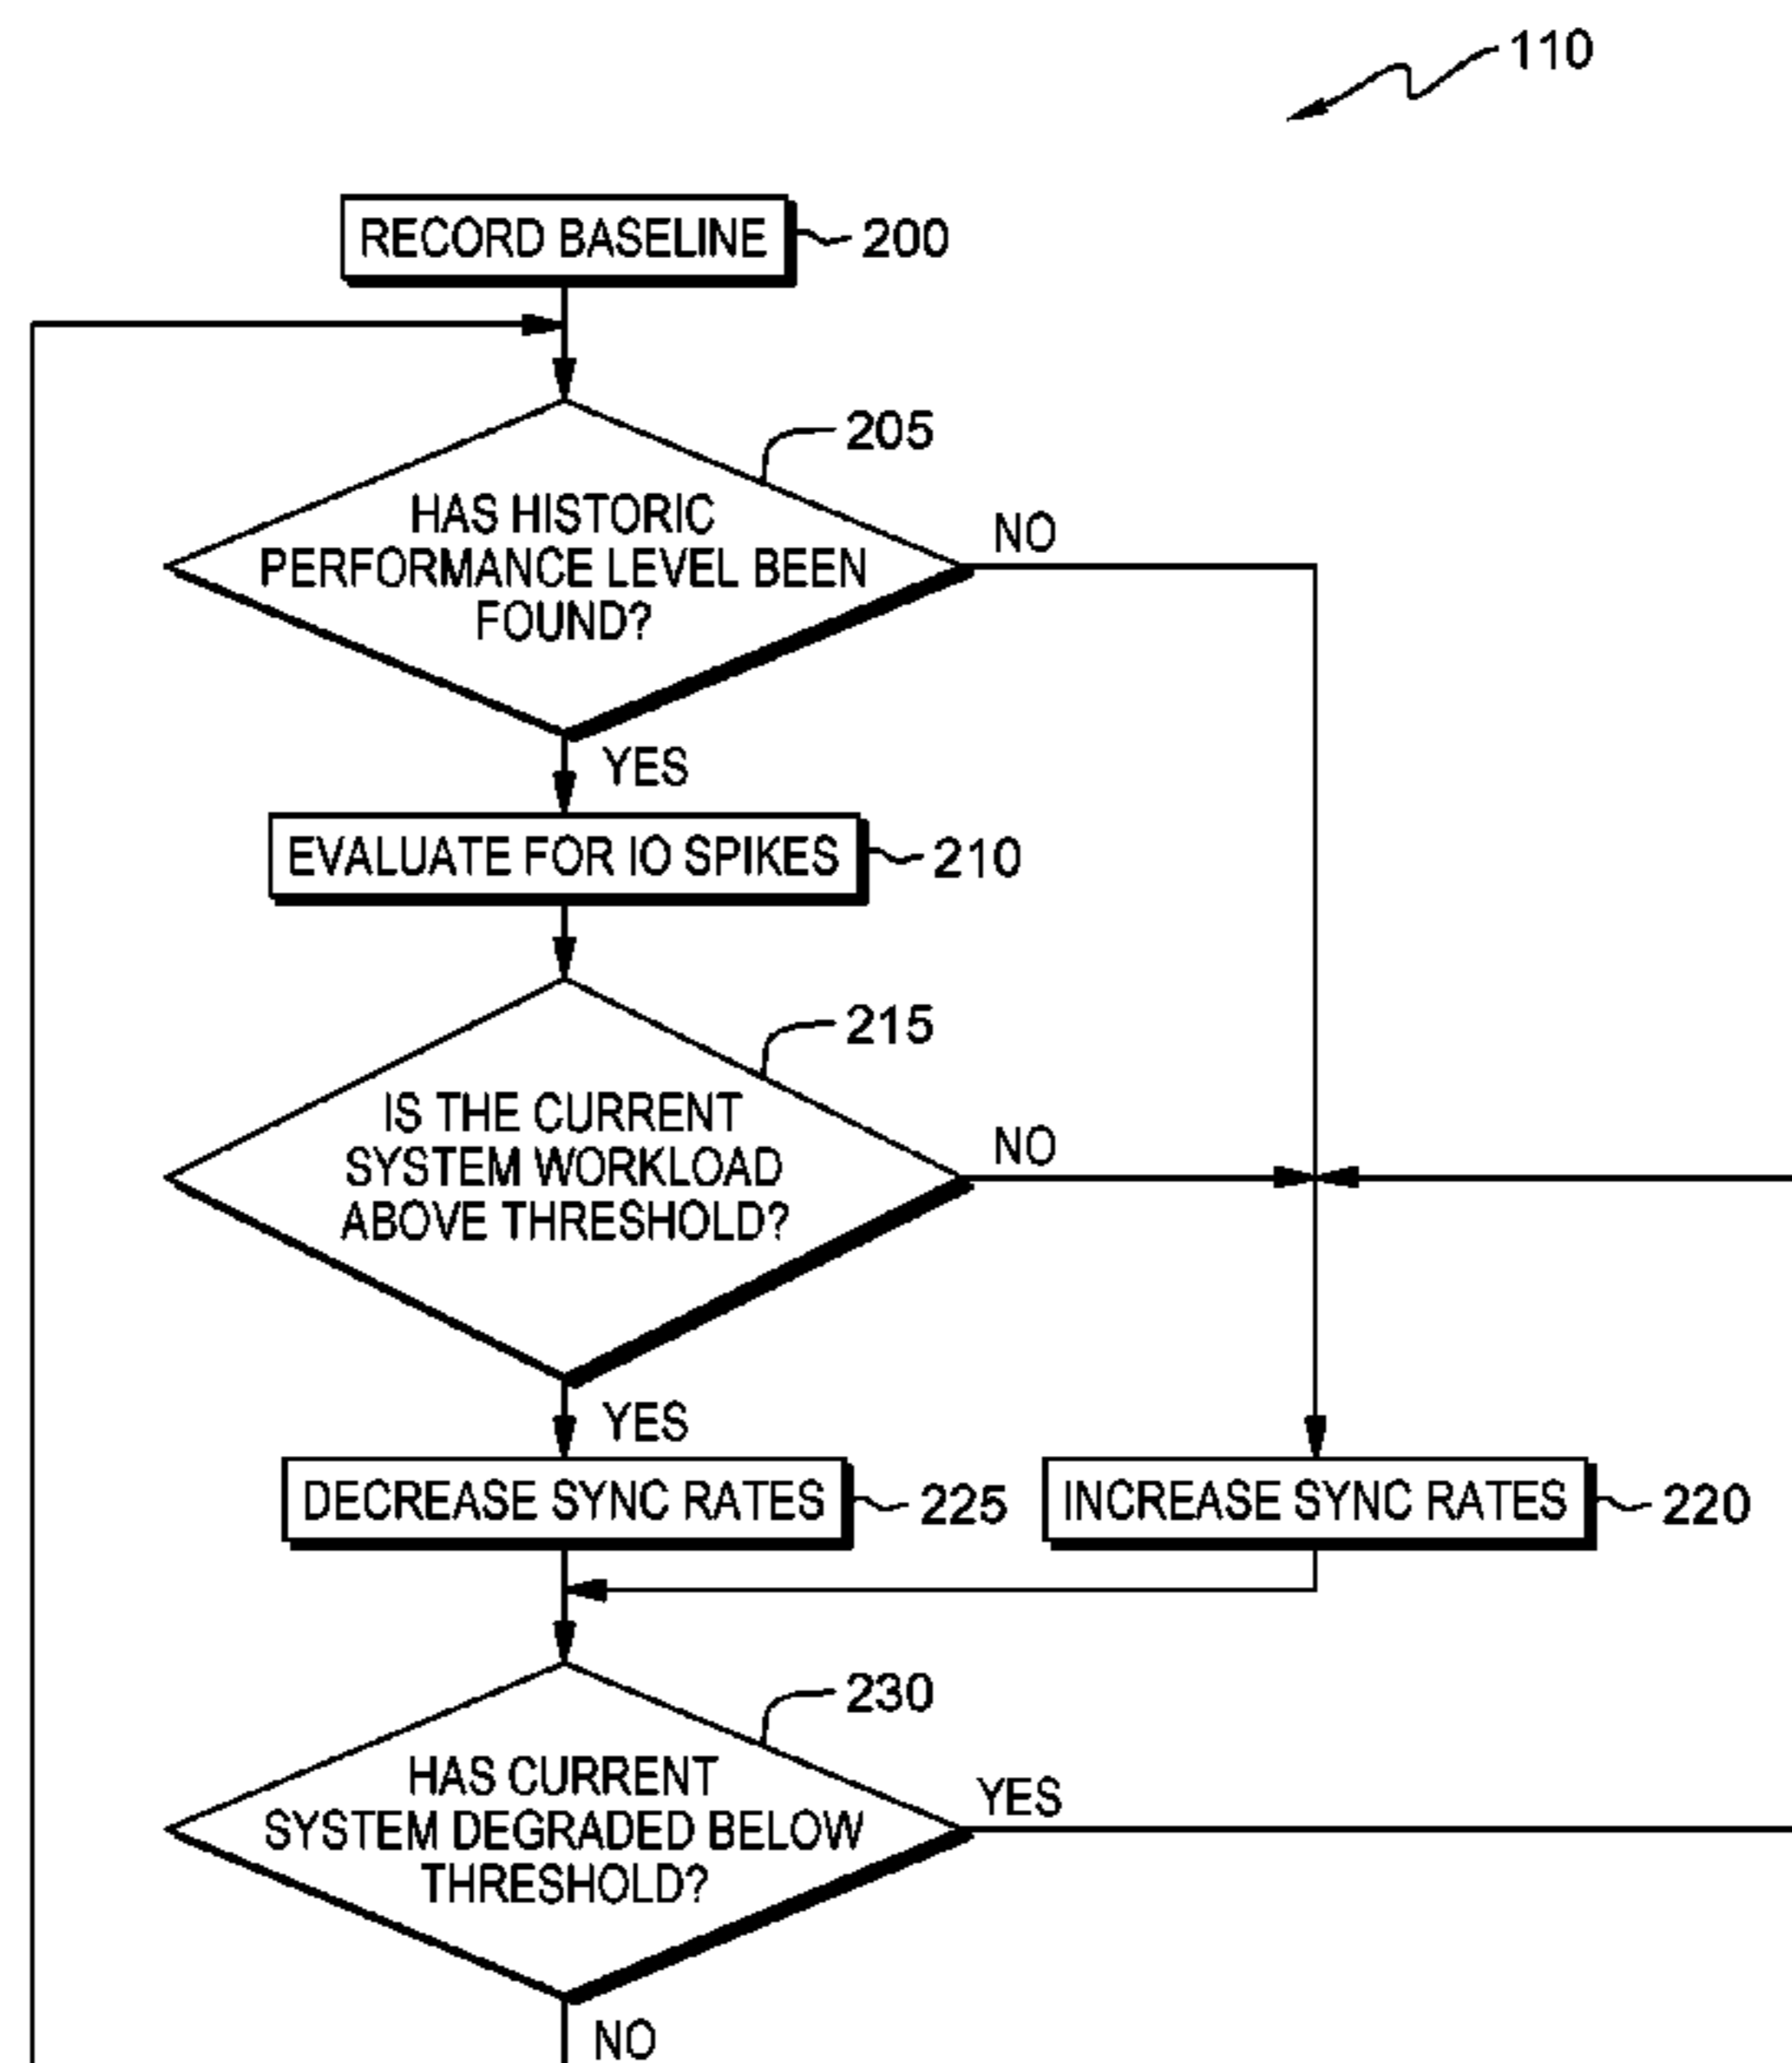 110
RECORD BASELINE
200
205
HAS HISTORIC
PERFORMANCE LEVEL BEEN
FOUND?
NO
YES
EVALUATE FOR IO SPIKES
210
215
IS THE CURRENT
SYSTEM WORKLOAD
ABOVE THRESHOLD?
NO
YES
DECREASE SYNC RATES
225
INCREASE SYNC RATES
220
230
HAS CURRENT
SYSTEM DEGRADED BELOW
THRESHOLD?
YES
NO